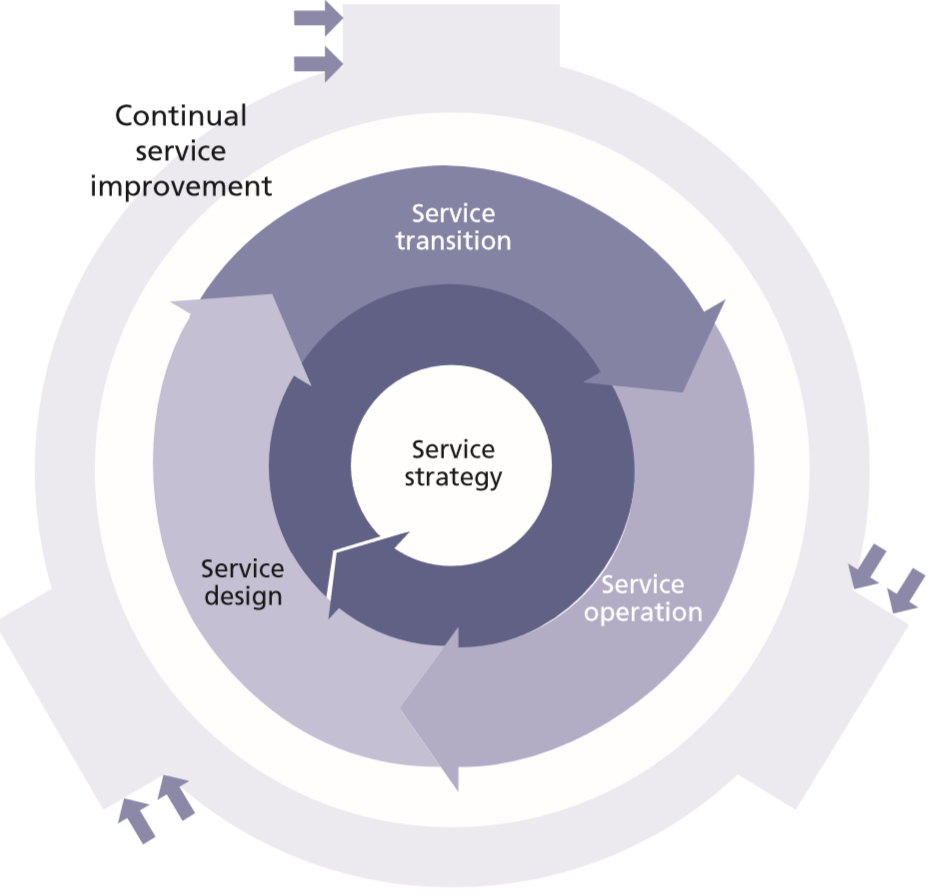 Continual
service
improvement
Service
transition
Service
strategy
Service
design
Service
operation